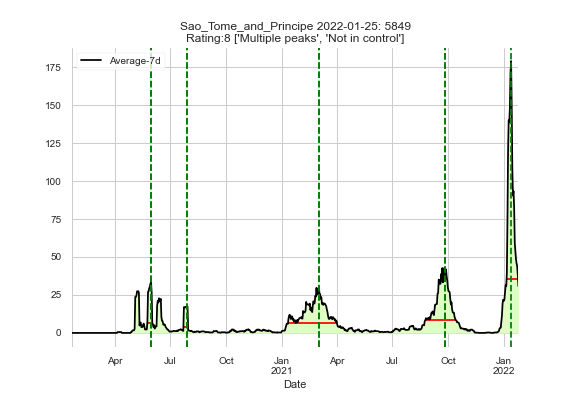 Sao_Tome_and_Principe 2022-01-25: 5849
Rating:8 ['Multiple peaks', 'Not in control']
Average-7d
175
150
125
100
75
50
25
0
Apr Jul Oct Jan Apr Jul Oct Jan
2021 2022
Date